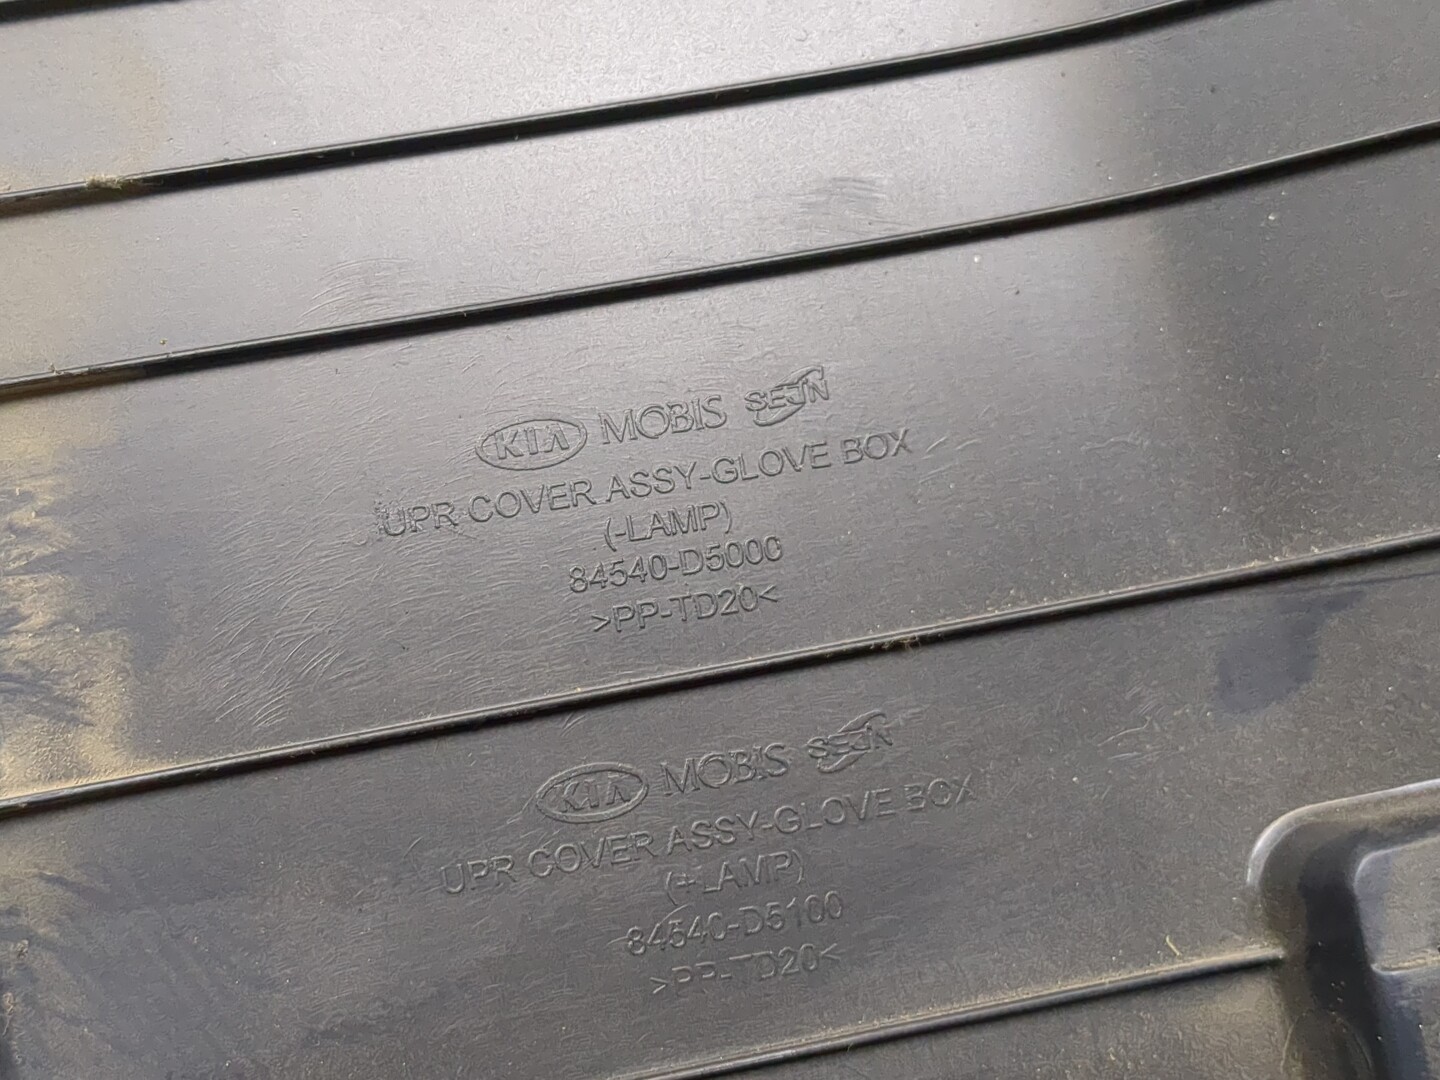 KIA MOBIS SEJIN
UPR COVER ASSY-GLOVE BOX
(-LAMP)
84540-D5000
>PP-TD20<
KIA MOBIS SEJIN
UPR COVER ASSY-GLOVE BOX
(+LAMP)
84540-D5100
>PP-TD20<